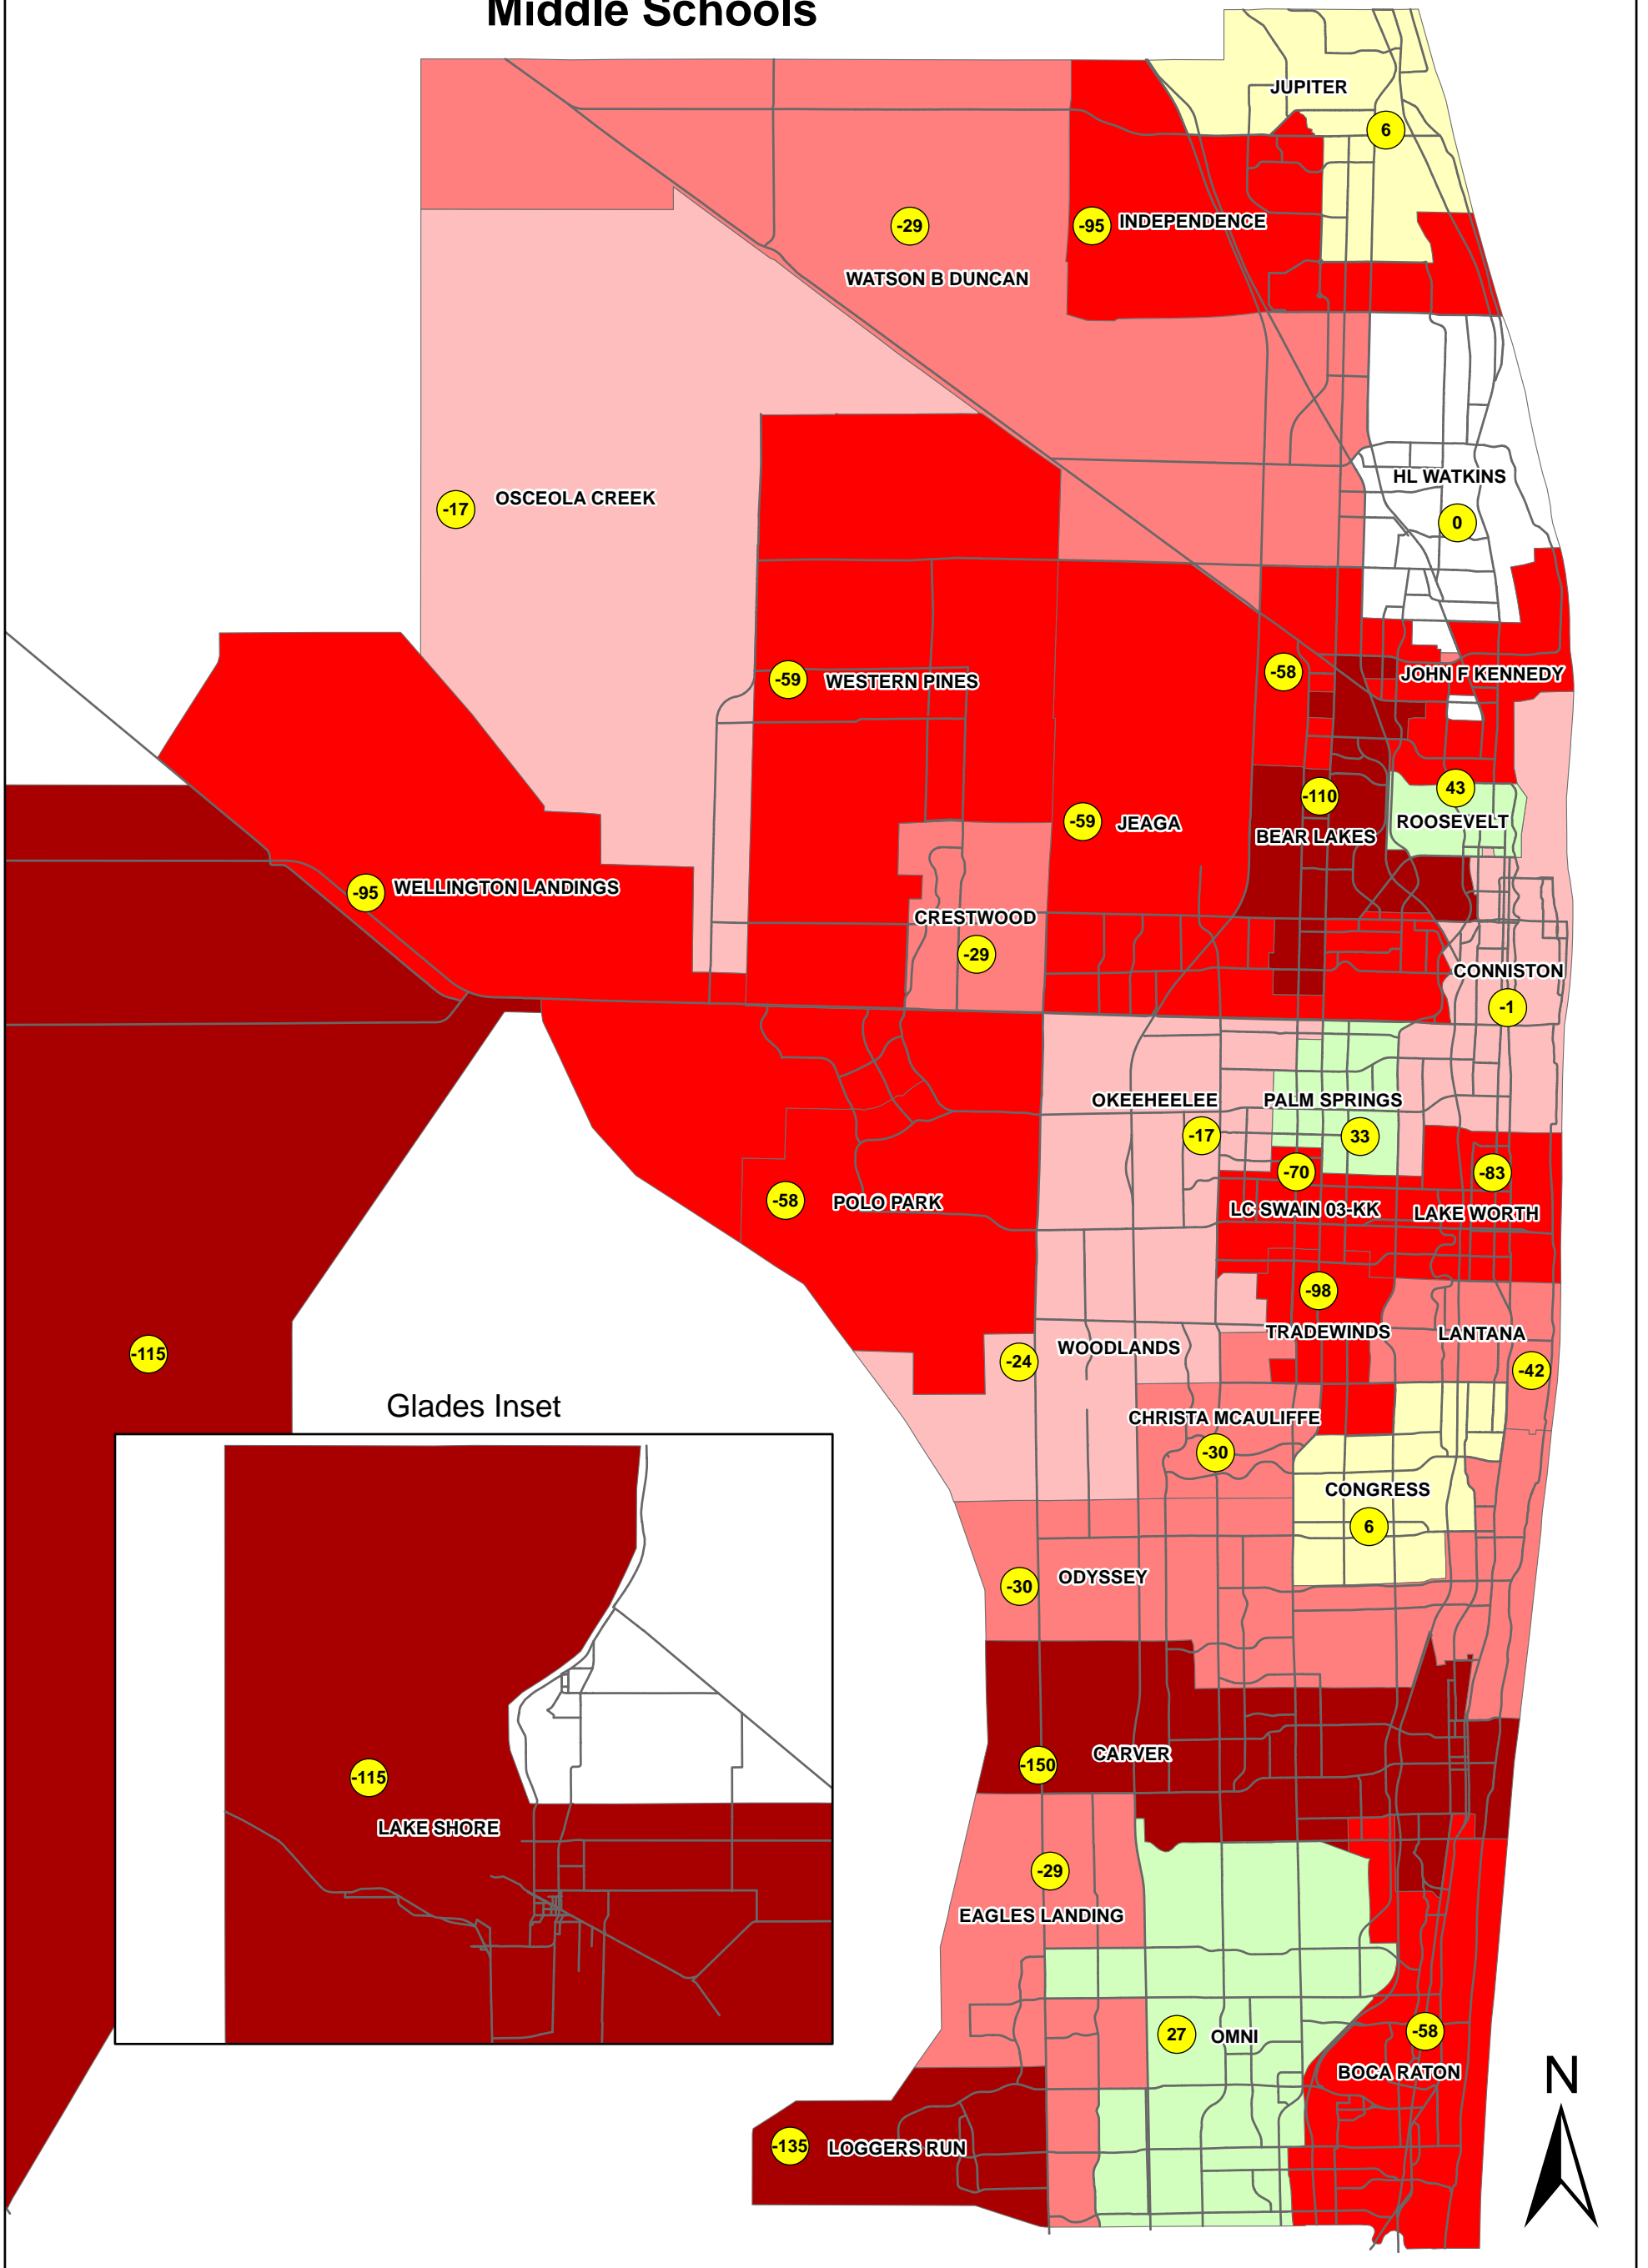 Middle Schools
JUPITER
6
-29
-95
INDEPENDENCE
WATSON B DUNCAN
HL WATKINS
0
-17
OSCEOLA CREEK
-59
WESTERN PINES
-58
JOHN F KENNEDY
43
-110
ROOSEVELT
-59
JEAGA
BEAR LAKES
-95
WELLINGTON LANDINGS
CRESTWOOD
-29
CONNISTON
-1
OKEEHEELEE
PALM SPRINGS
-17
33
-70
-83
-58
POLO PARK
LC SWAIN 03-KK
LAKE WORTH
-98
TRADEWINDS
LANTANA
-115
-24
WOODLANDS
-42
Glades Inset
CHRISTA MCAULIFFE
-30
CONGRESS
6
-30
ODYSSEY
-150
CARVER
-115
LAKE SHORE
-29
EAGLES LANDING
27
OMNI
-58
BOCA RATON
N
-135
LOGGERS RUN